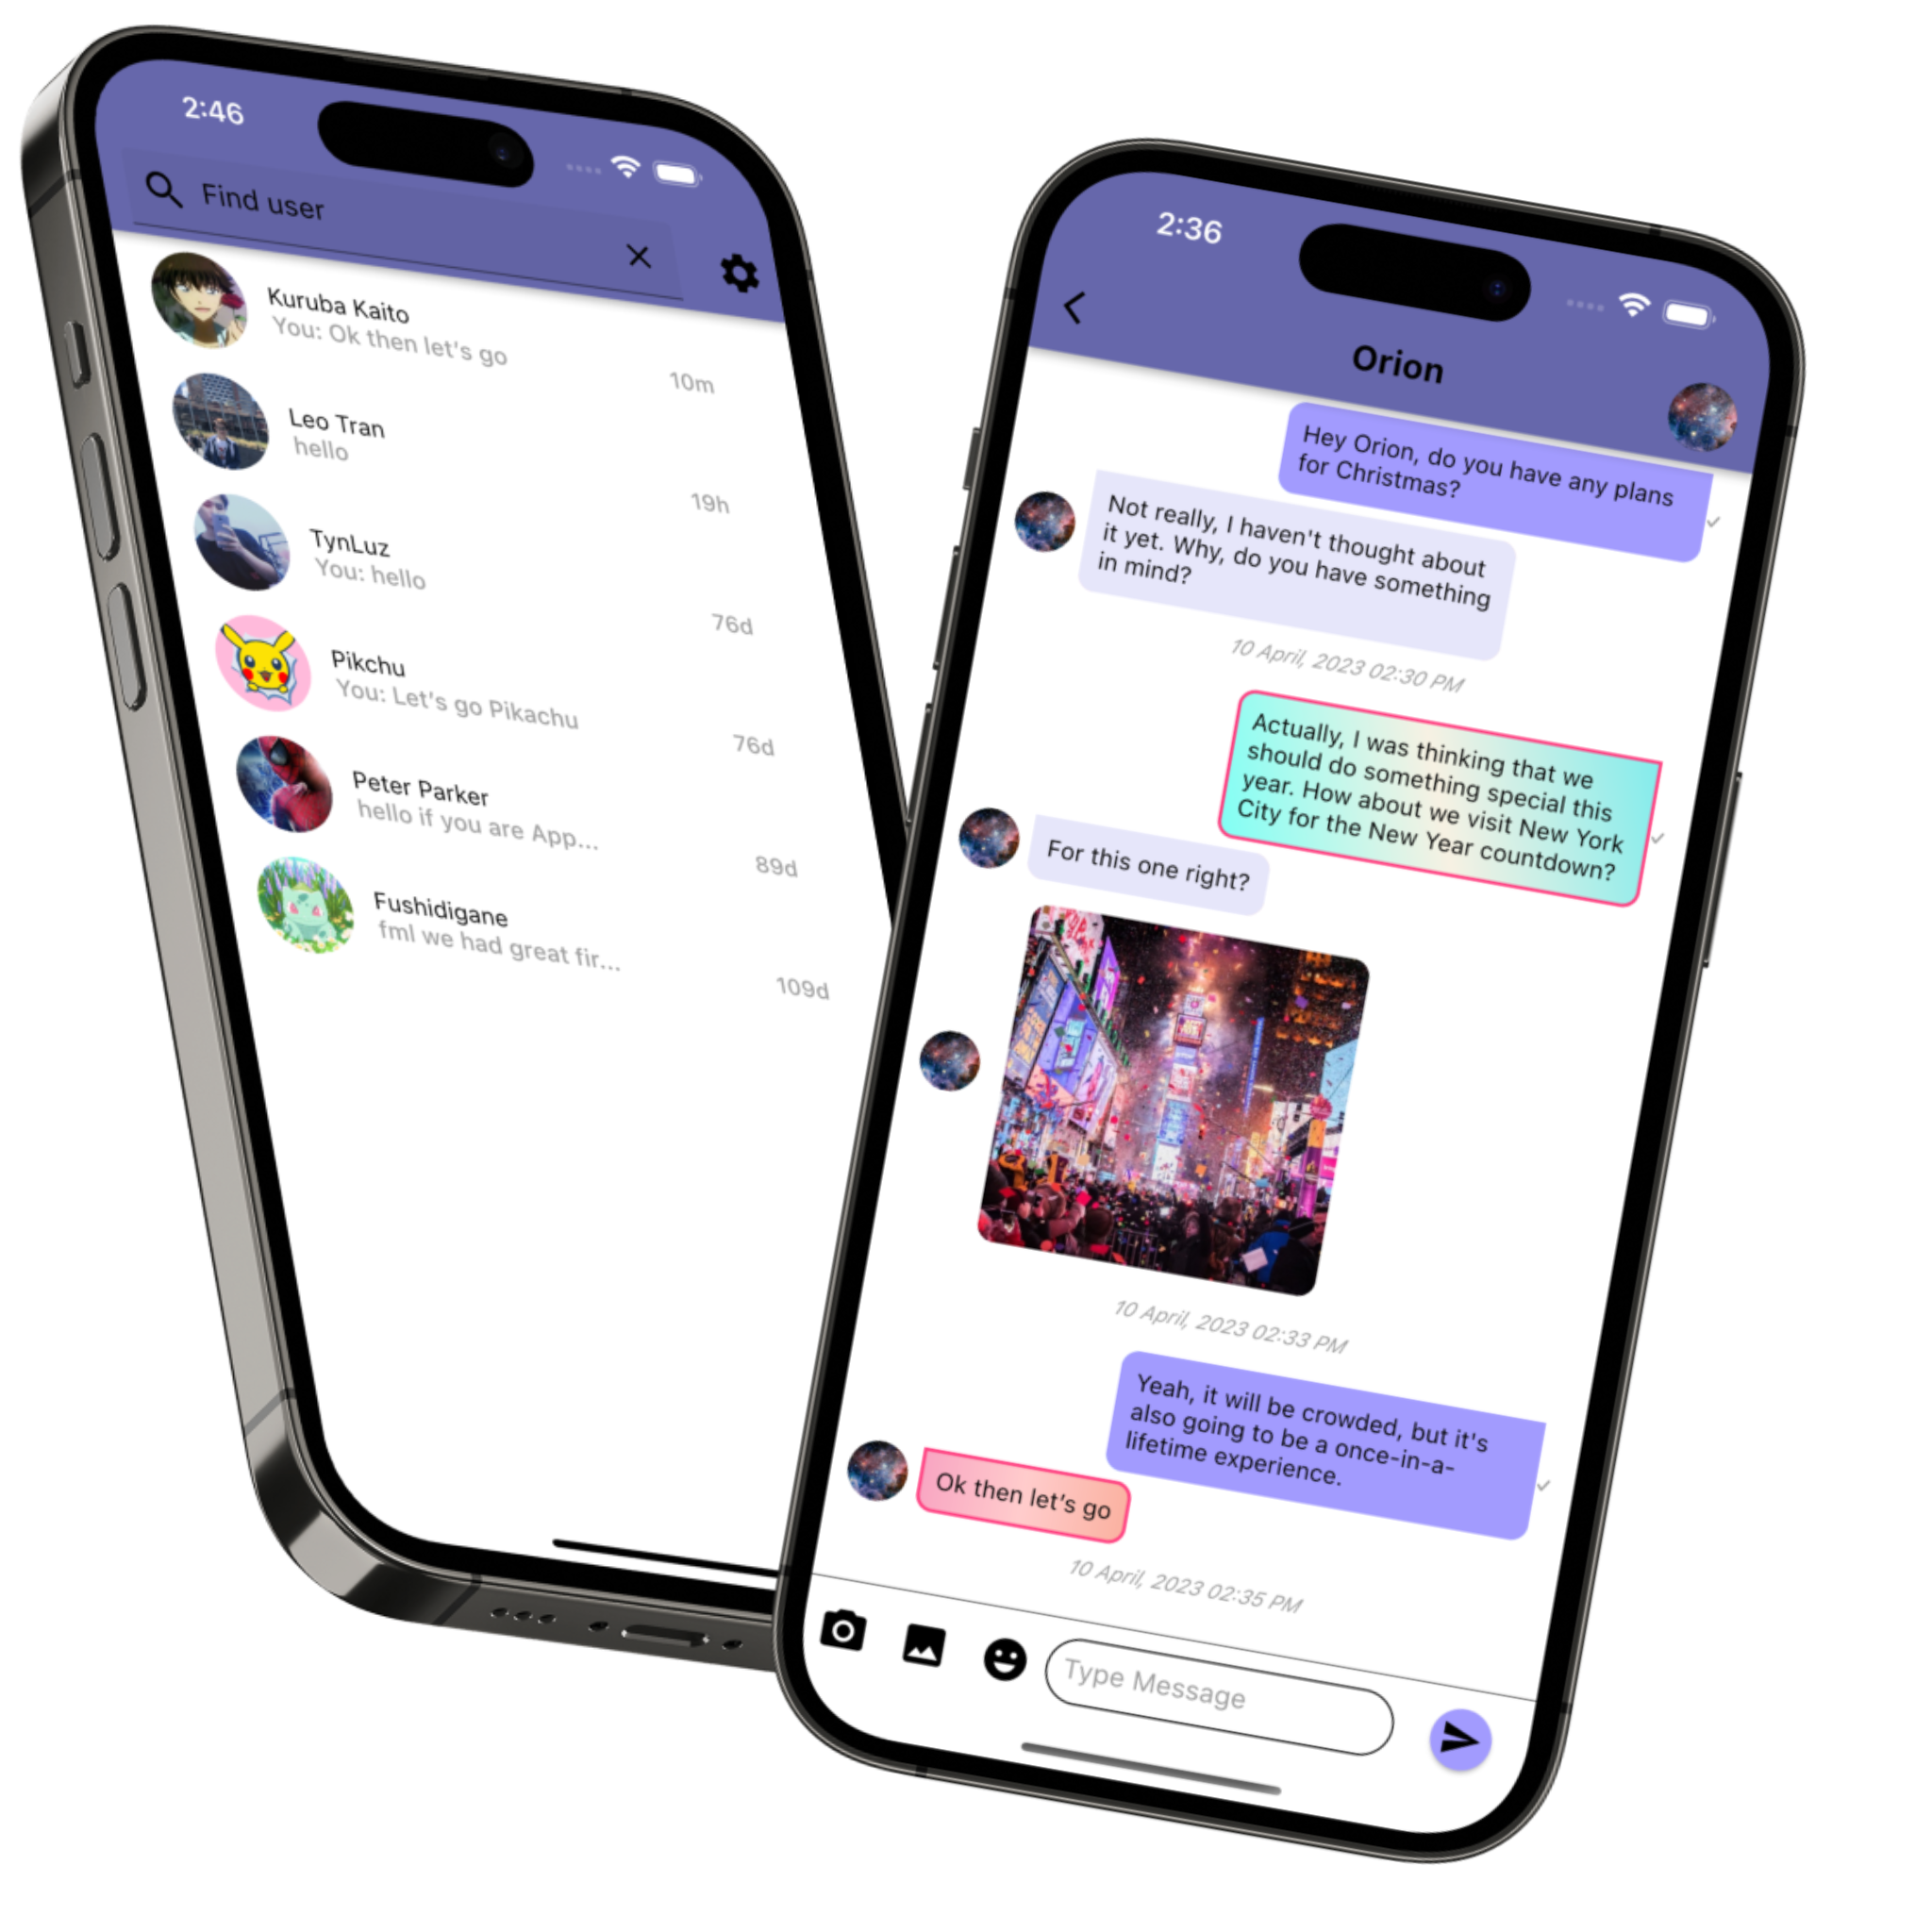 2:46
Find user
Kuruba Kaito
You: Ok then let's go
10m
Leo Tran
hello
19h
TynLuz
You: hello
76d
Pikchu
You: Let's go Pikachu
76d
Peter Parker
hello if you are App...
89d
Fushidigane
fml we had great fir...
109d
2:36
Orion
Hey Orion, do you have any plans
for Christmas?
Not really, I haven't thought about
it yet. Why, do you have something
in mind?
10 April, 2023 02:30 PM
Actually, I was thinking that we
should do something special this
year. How about we visit New York
City for the New Year countdown?
For this one right?
10 April, 2023 02:33 PM
Yeah, it will be crowded, but it's
also going to be a once-in-a-
lifetime experience.
Ok then let's go
10 April, 2023 02:35 PM
Type Message